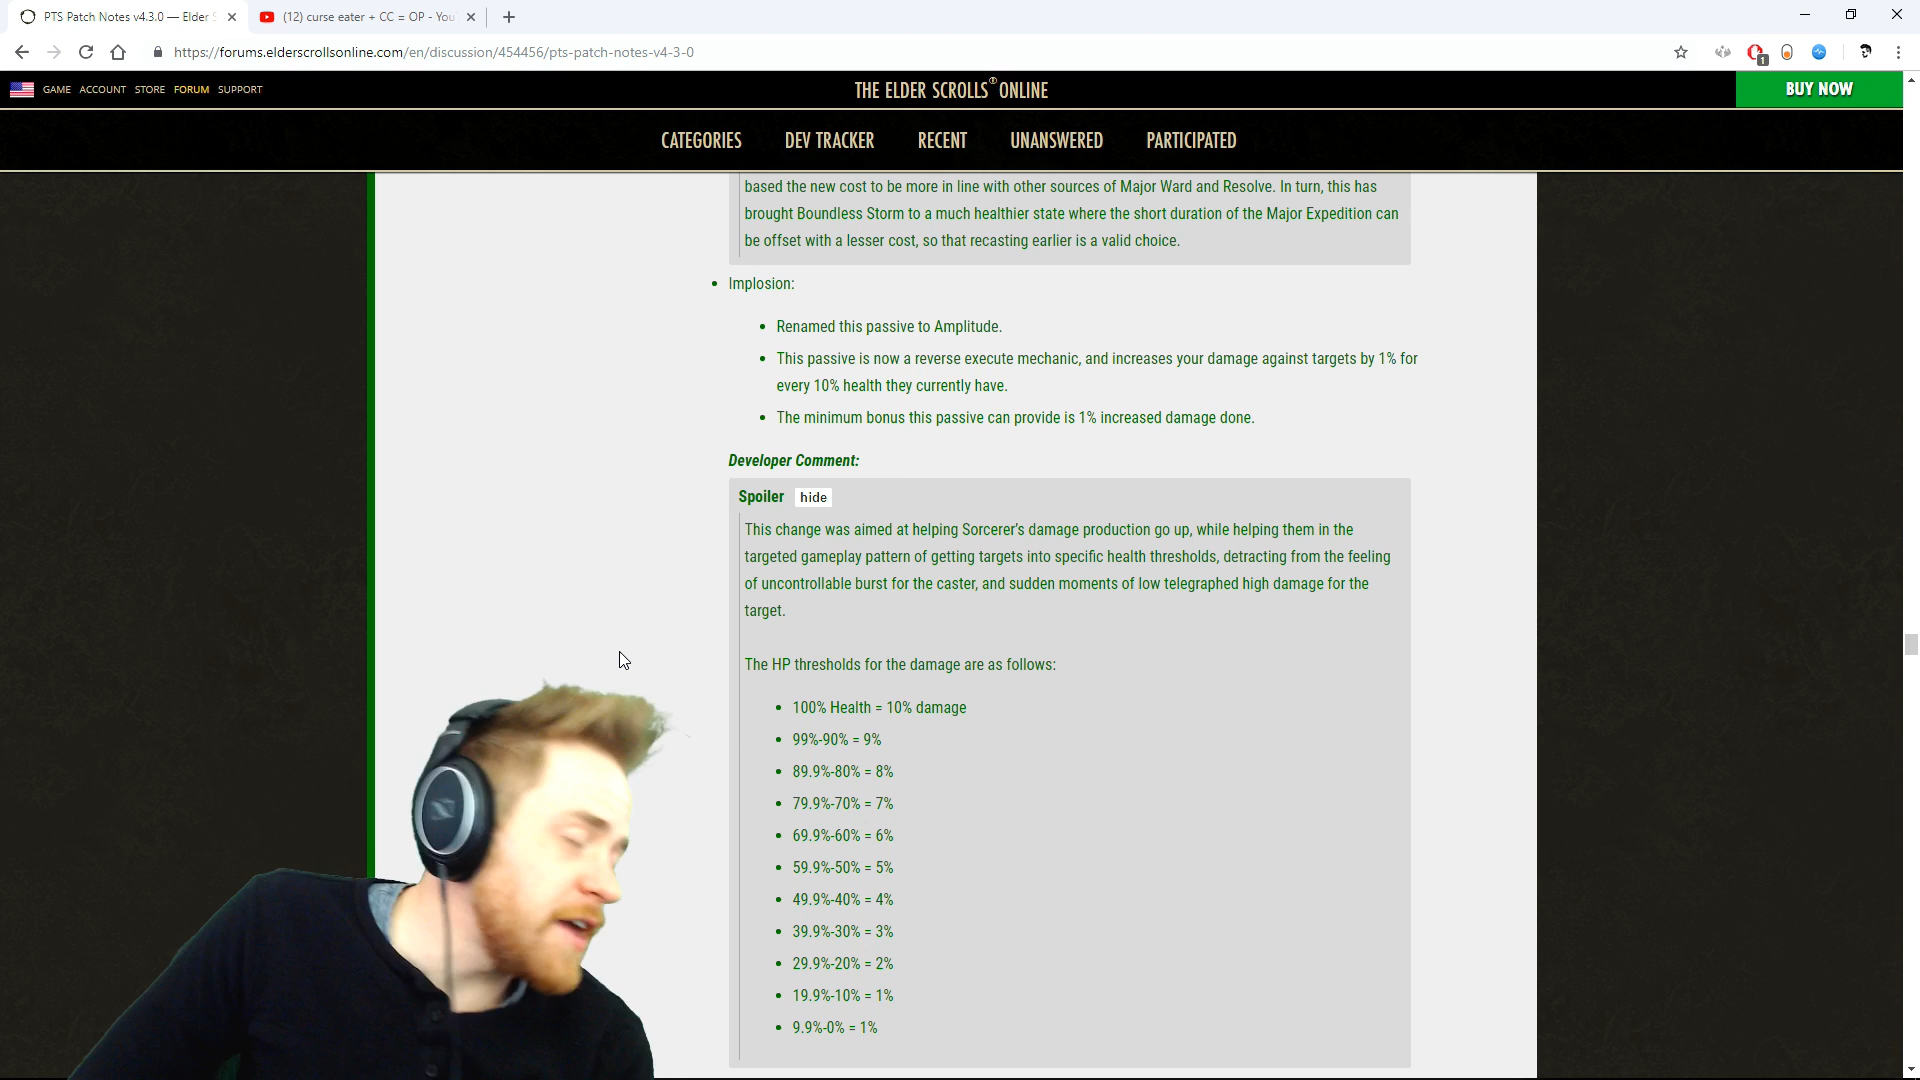 PTS Patch Notes v4.3.0 — Elder S
(12) curse eater + CC = OP - You
https://forums.elderscrollsonline.com/en/discussion/454456/pts-patch-notes-v4-3-0
1
GAME ACCOUNT STORE FORUM SUPPORT
THE ELDER SCROLLS ONLINE
BUY NOW
CATEGORIES DEV TRACKER RECENT UNANSWERED PARTICIPATED
based the new cost to be more in line with other sources of Major Ward and Resolve. In turn, this has
brought Boundless Storm to a much healthier state where the short duration of the Major Expedition can
be offset with a lesser cost, so that recasting earlier is a valid choice.
• Implosion:
• Renamed this passive to Amplitude.
• This passive is now a reverse execute mechanic, and increases your damage against targets by 1% for
every 10% health they currently have.
• The minimum bonus this passive can provide is 1% increased damage done.
Developer Comment:
Spoiler hide
This change was aimed at helping Sorcerer's damage production go up, while helping them in the
targeted gameplay pattern of getting targets into specific health thresholds, detracting from the feeling
of uncontrollable burst for the caster, and sudden moments of low telegraphed high damage for the
target.
The HP thresholds for the damage are as follows:
• 100% Health = 10% damage
• 99%-90% = 9%
• 89.9%-80% = 8%
• 79.9%-70% = 7%
• 69.9%-60% = 6%
• 59.9%-50% = 5%
• 49.9%-40% = 4%
• 39.9%-30% = 3%
• 29.9%-20% = 2%
• 19.9%-10% = 1%
• 9.9%-0% = 1%